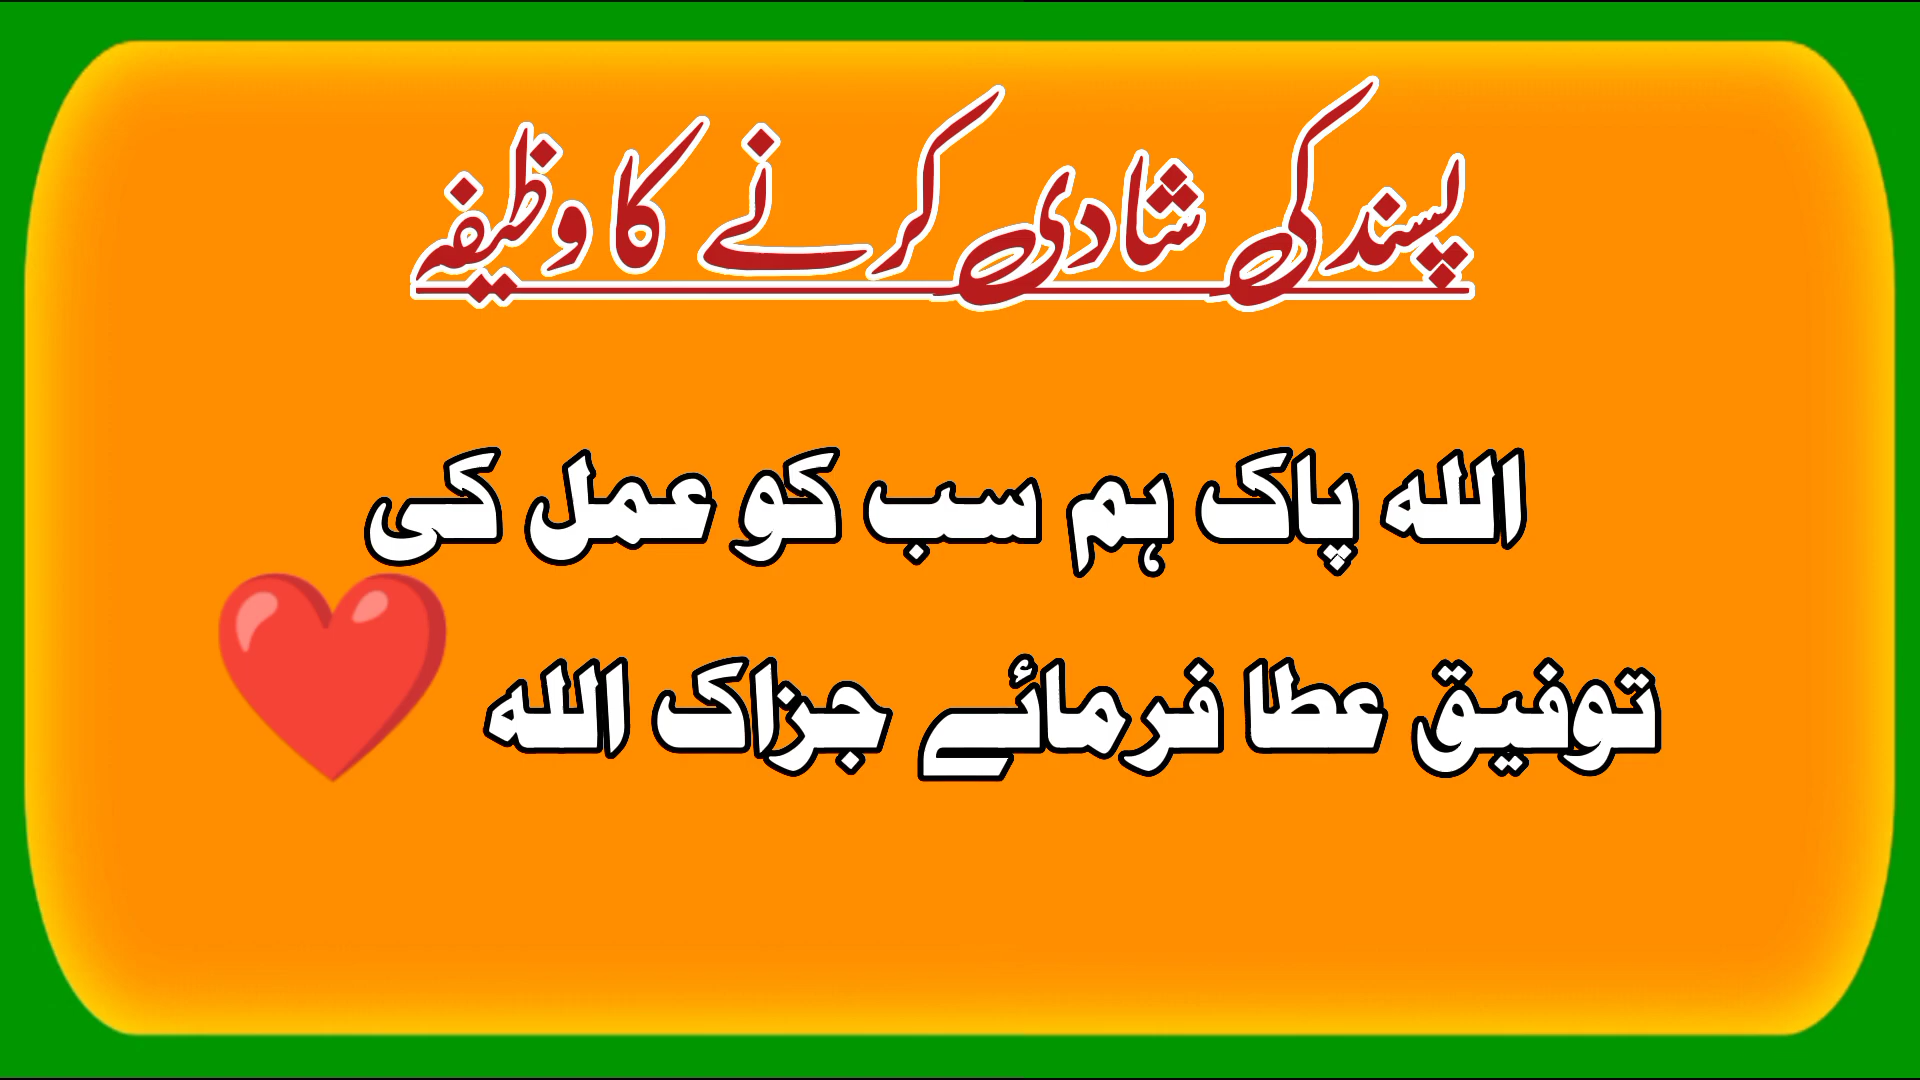 پسند کی شادی کرنے کا وظیفہ
اللہ پاک ہم سب کو عمل کی
توفیق عطا فرمائے جزاک اللہ ❤️